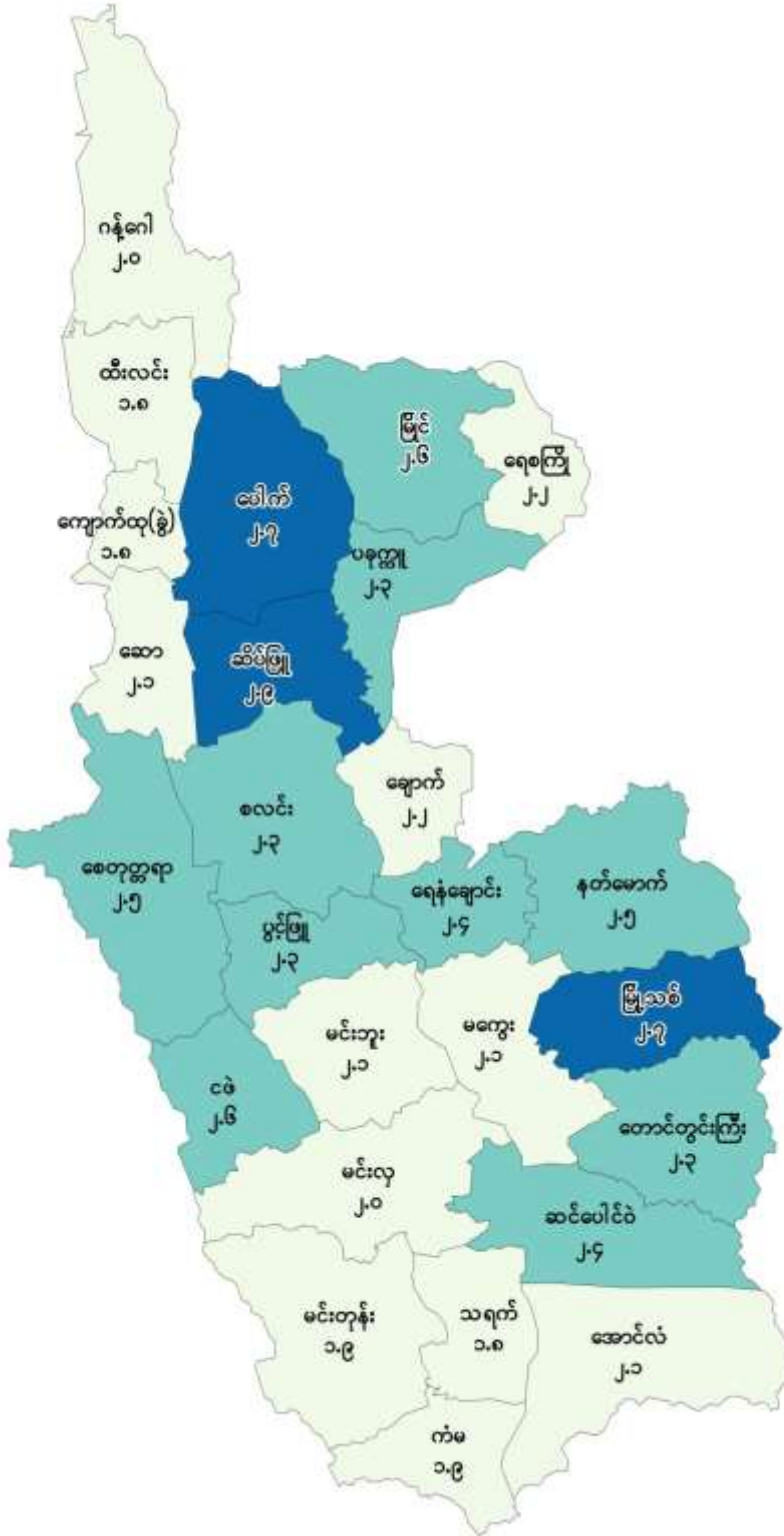 ဂန့်ဂေါ
၂.၀
ထီးလင်း
၁.၈
မြိုင်
၂.၆
ရေစကြို
၂.၂
ပေါက်
၂.၇
ကျောက်ထု(ခွဲ)
၁.၈
ပခုက္ကူ
၂.၃
ဆော
၂.၁
ဆိပ်ဖြူ
၂.၉
ချောက်
၂.၂
စလင်း
၂.၃
စေတုတ္တရာ
၂.၅
ရေနံချောင်း
၂.၄
နတ်မောက်
၂.၅
ပွင့်ဖြူ
၂.၃
မြို့သစ်
၂.၇
မင်းဘူး
၂.၁
မကွေး
၂.၁
ငဖဲ
၂.၆
တောင်တွင်းကြီး
၂.၃
မင်းလှ
၂.၀
ဆင်ပေါင်ဝဲ
၂.၄
မင်းတုန်း
၁.၉
သရက်
၁.၈
အောင်လံ
၂.၁
ကံမ
၁.၉